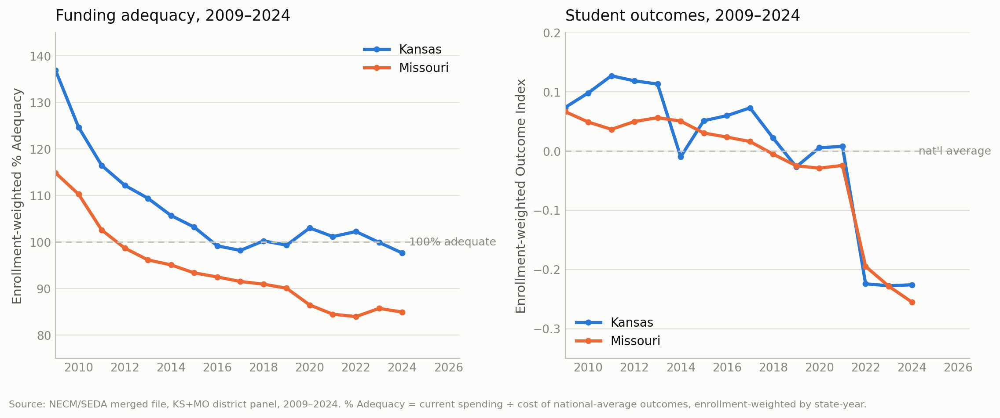 Funding adequacy, 2009–2024
Enrollment-weighted % Adequacy
140
130
120
110
100
90
80
Kansas
Missouri
100% adequate
2010 2012 2014 2016 2018 2020 2022 2024 2026
Student outcomes, 2009–2024
Enrollment-weighted Outcome Index
0.2
0.1
0.0
−0.1
−0.2
−0.3
nat'l average
Kansas
Missouri
2010 2012 2014 2016 2018 2020 2022 2024 2026
Source: NECM/SEDA merged file, KS+MO district panel, 2009–2024. % Adequacy = current spending ÷ cost of national-average outcomes, enrollment-weighted by state-year.